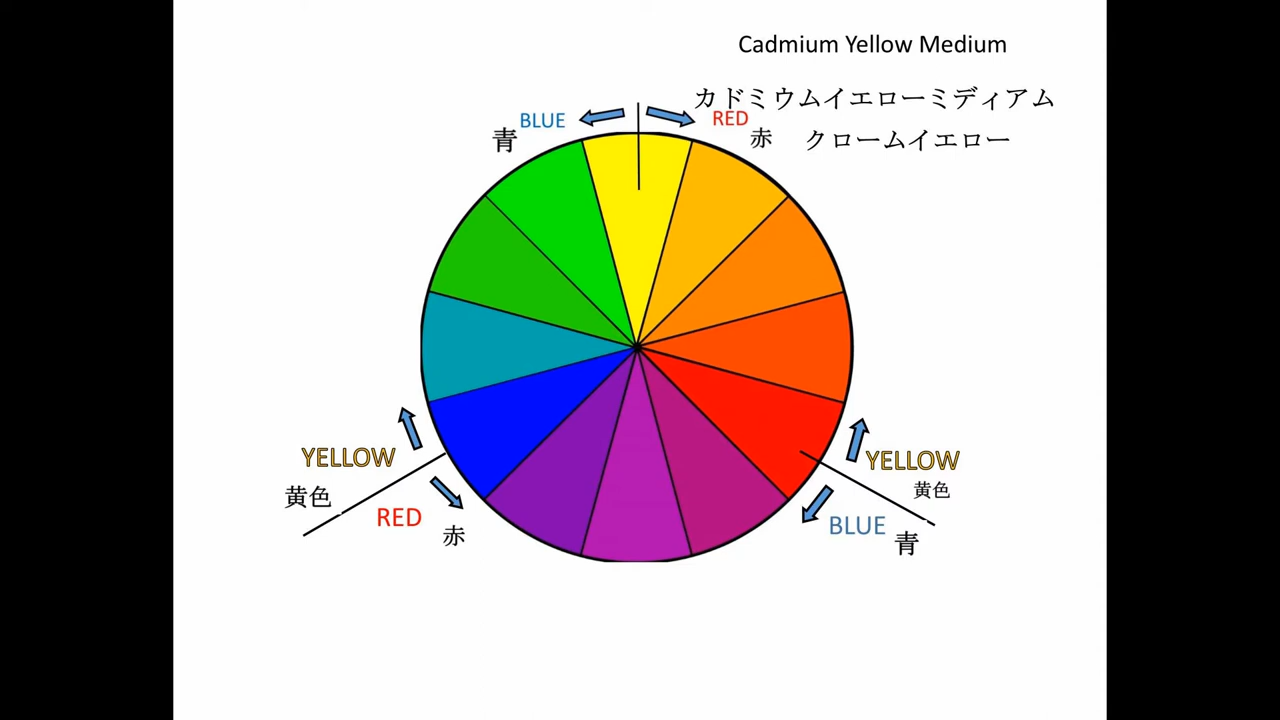 Cadmium Yellow Medium
カドミウムイエローミディアム
BLUE
RED
青
赤
クロームイエロー
YELLOW
黄色
RED
赤
YELLOW
黄色
BLUE
青